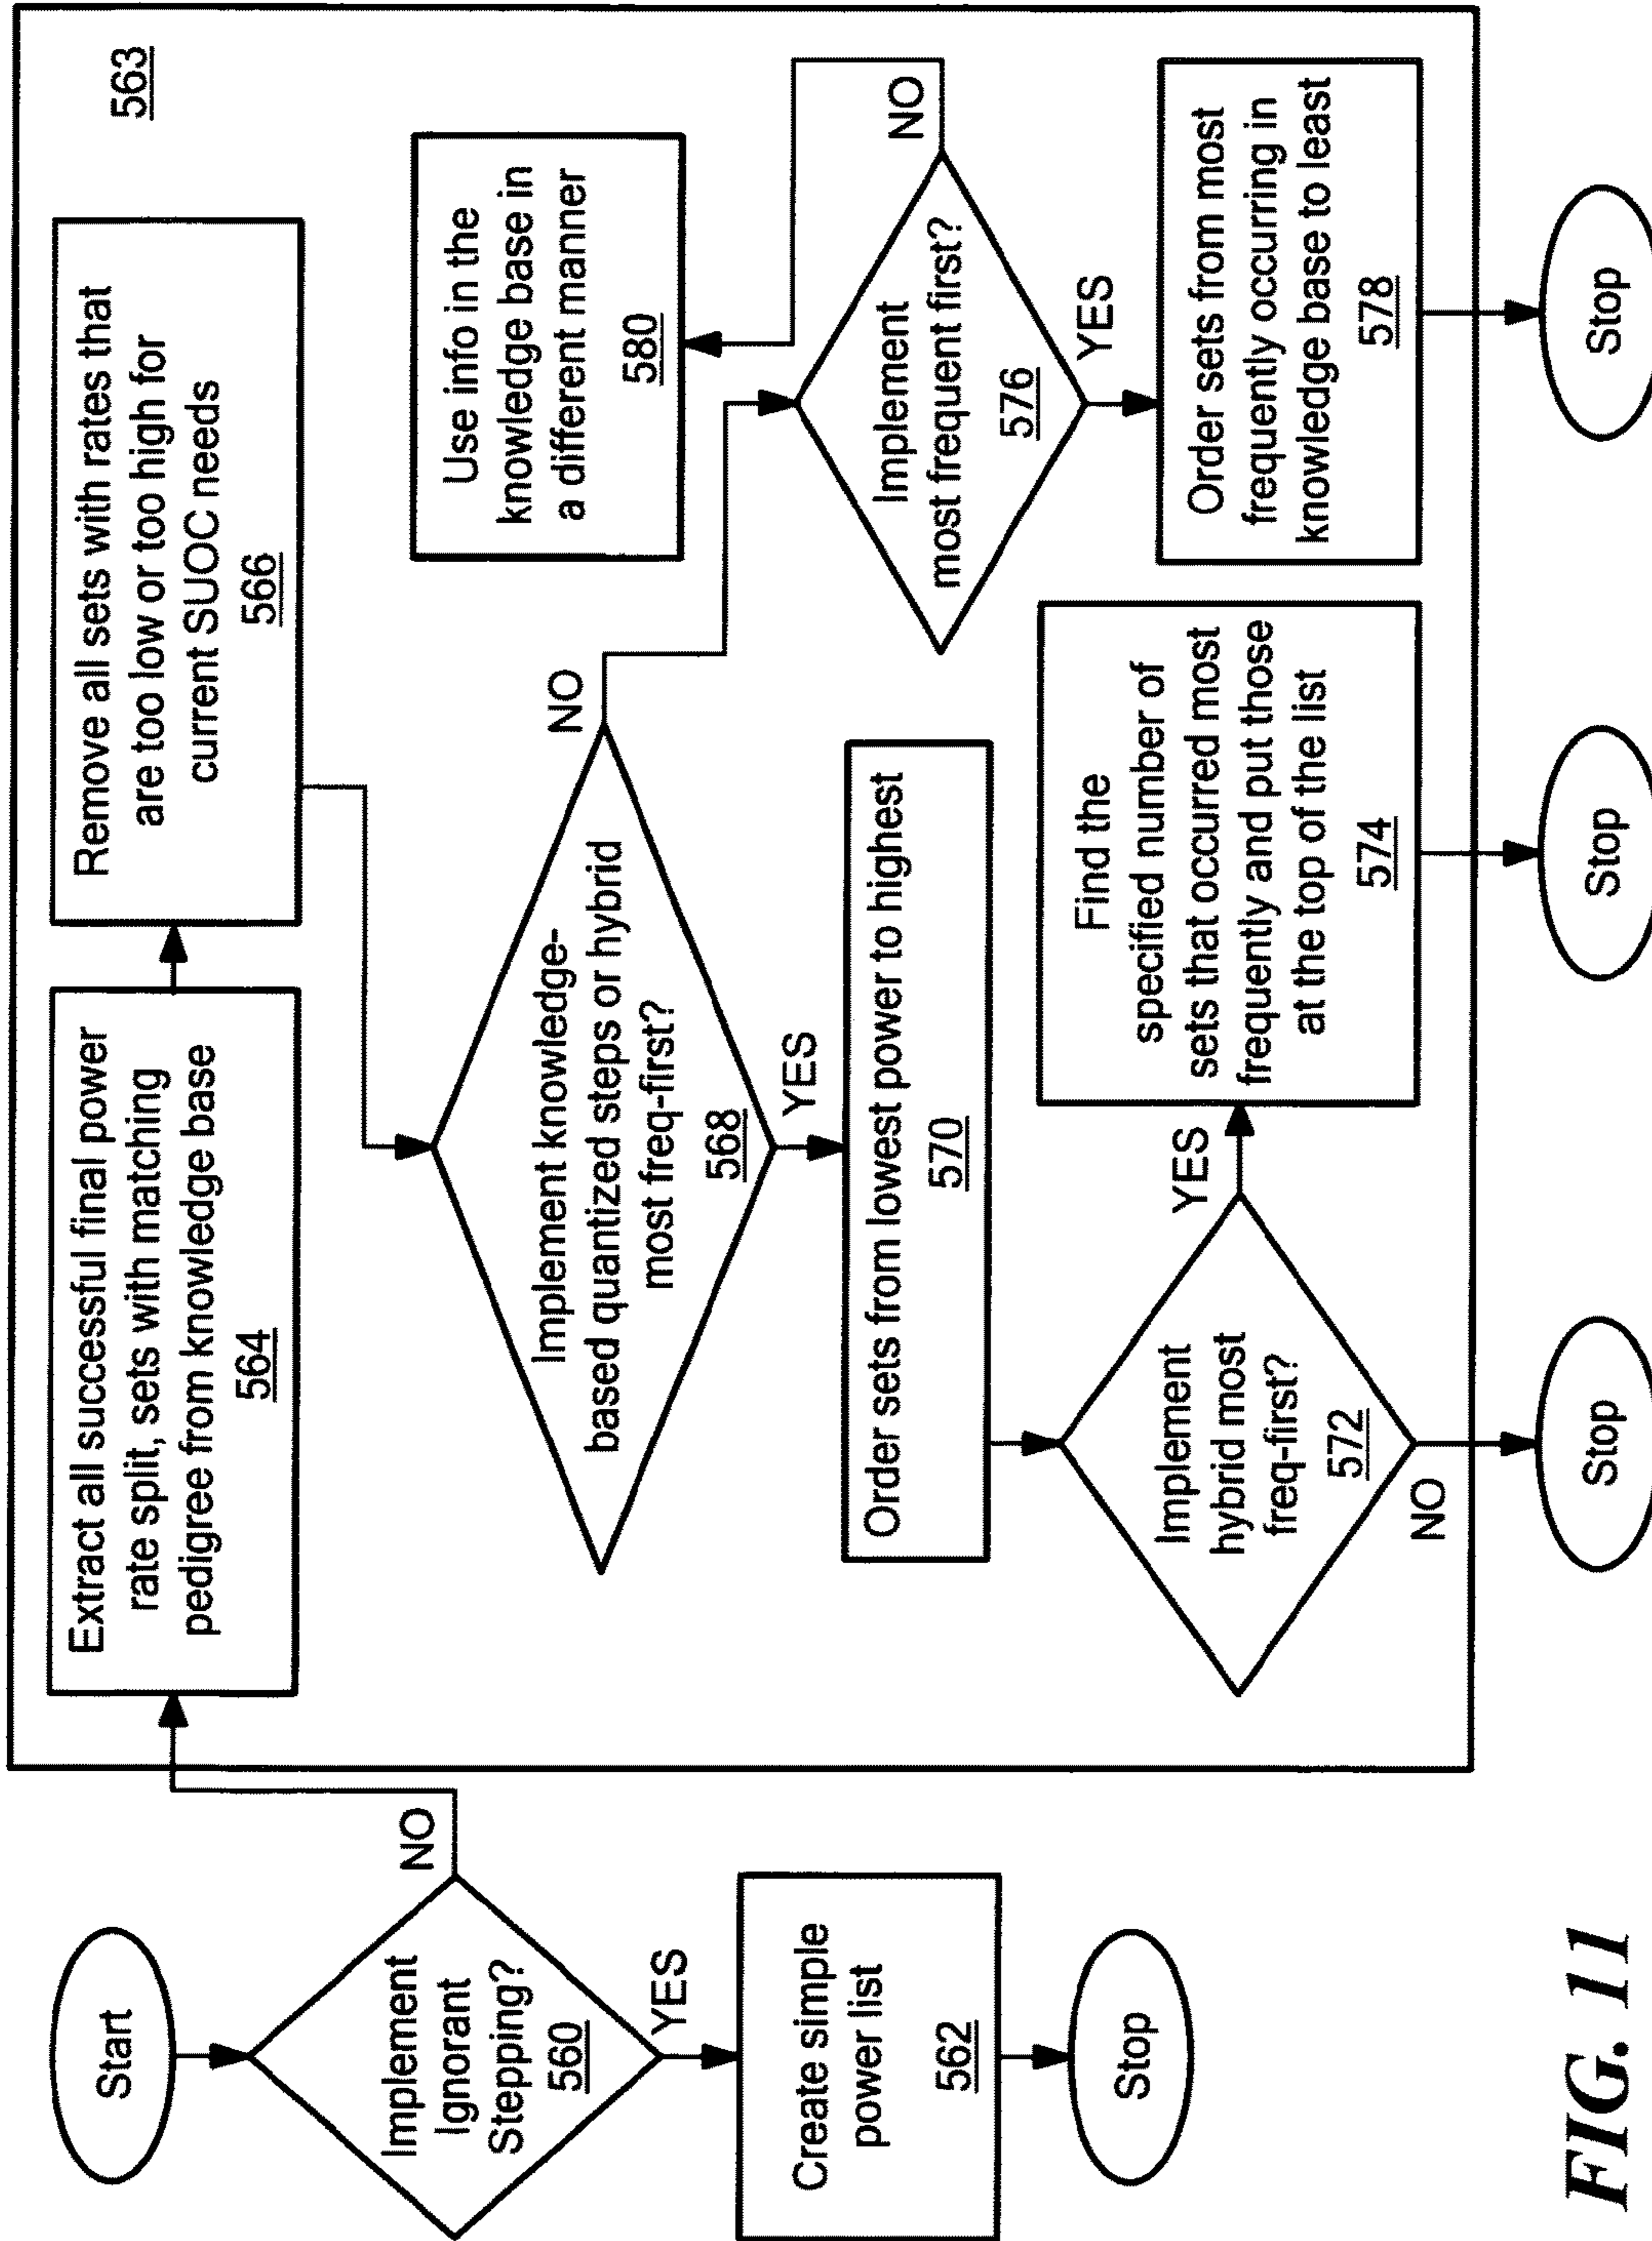 Start
Implement
Ignorant
Stepping?
560
NO
YES
Create simple
power list
562
Stop
563
Extract all successful final power
rate split, sets with matching
pedigree from knowledge base
564
Remove all sets with rates that
are too low or too high for
current SUOC needs
566
Implement knowledge-
based quantized steps or hybrid
most freq-first?
568
NO
YES
Order sets from lowest power to highest
570
Implement
hybrid most
freq-first?
572
YES
NO
Stop
Find the
specified number of
sets that occurred most
frequently and put those
at the top of the list
574
Stop
Use info in the
knowledge base in
a different manner
580
Implement
most frequent first?
576
NO
YES
Order sets from most
frequently occurring in
knowledge base to least
578
Stop
FIG. 11